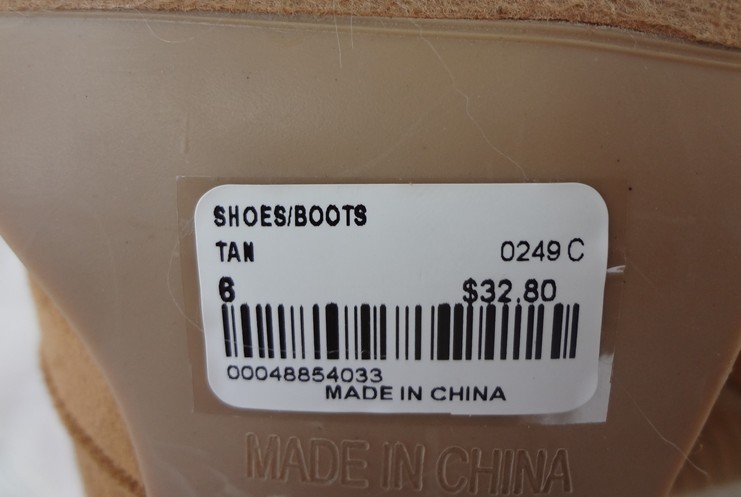 SHOES/BOOTS
TAN 0249 C
6 $32.80
00048854033
MADE IN CHINA
MADE IN CHINA